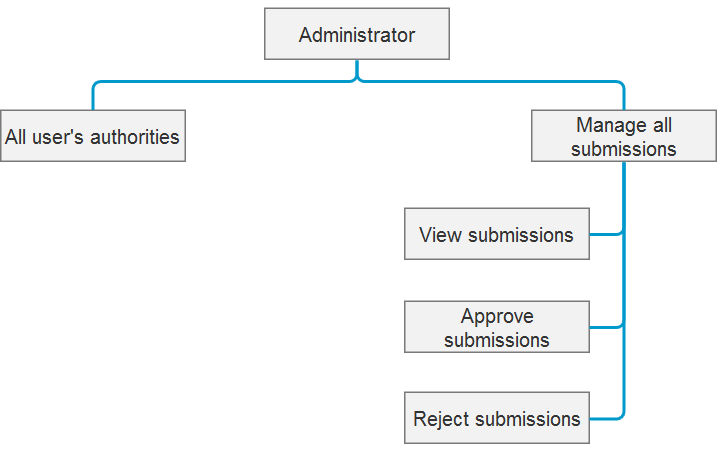 Administrator
All user's authorities
Manage all
submissions
View submissions
Approve
submissions
Reject submissions